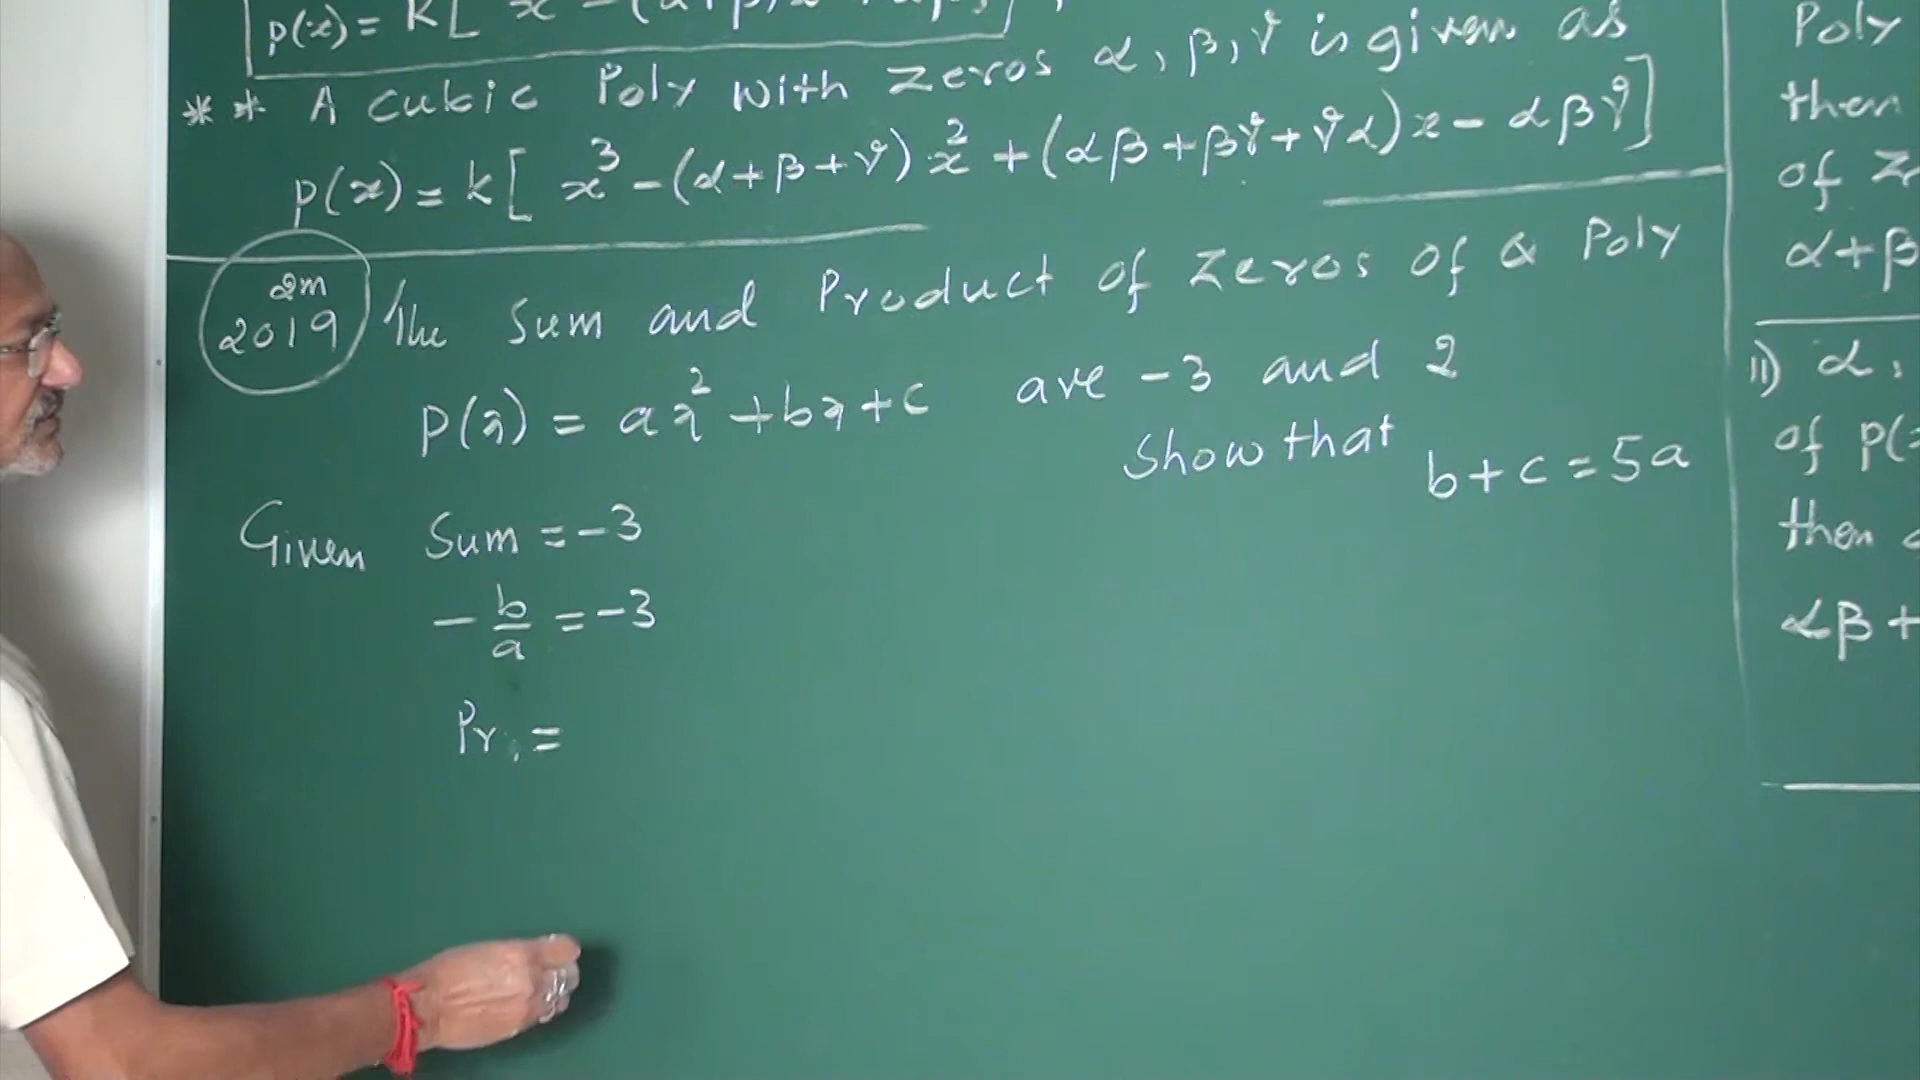 p(x) = K[ x - (α+β)x
** A cubic Poly with zeros α, β, γ is given as
p(x) = k[ x³ - (α+β+γ) x² + (αβ+βγ+γα)x - αβγ]
2m
2019
The Sum and Product of zeros of a Poly
P(x) = ax² + bx + c are -3 and 2
Show that b + c = 5a
Given Sum = -3
- b/a = -3
Pr. =
Poly
then
of
α+β
ii) α,
of p(
then
αβ +